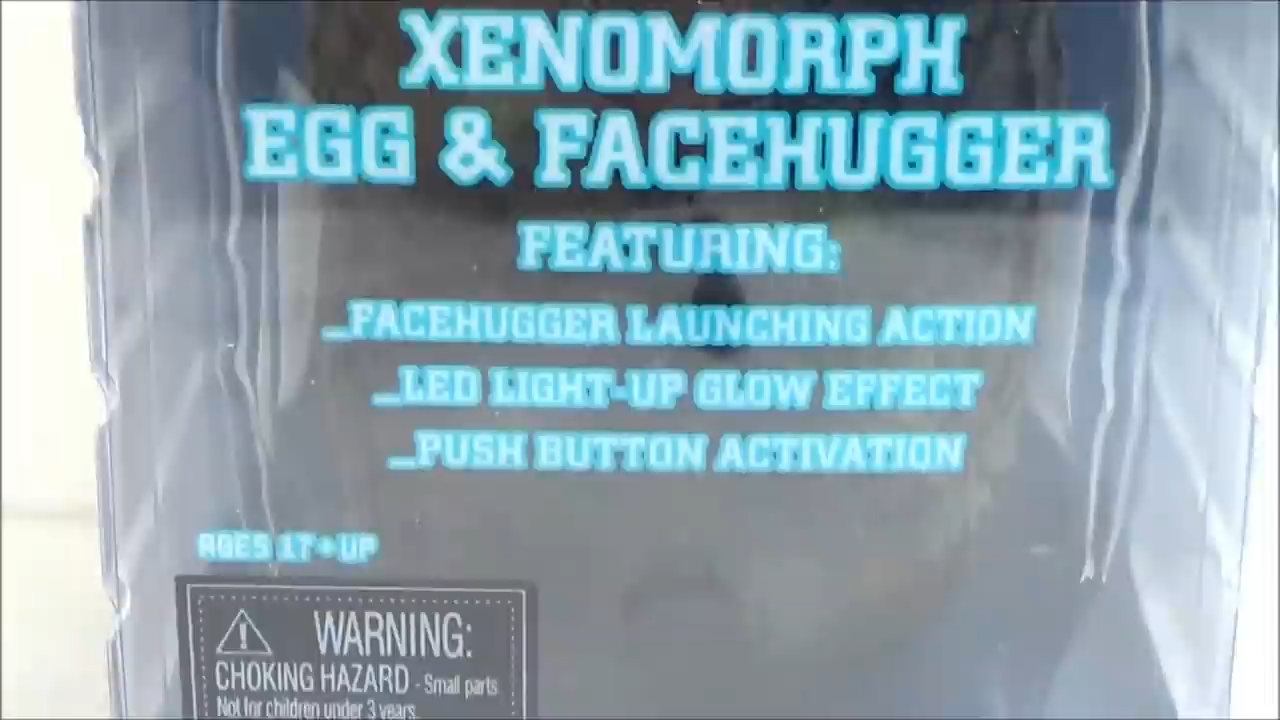 XENOMORPH
EGG & FACEHUGGER
FEATURING:
_FACEHUGGER LAUNCHING ACTION
_LED LIGHT-UP GLOW EFFECT
_PUSH BUTTON ACTIVATION
AGES 17+UP
WARNING:
CHOKING HAZARD - Small parts
Not for children under 3 years.